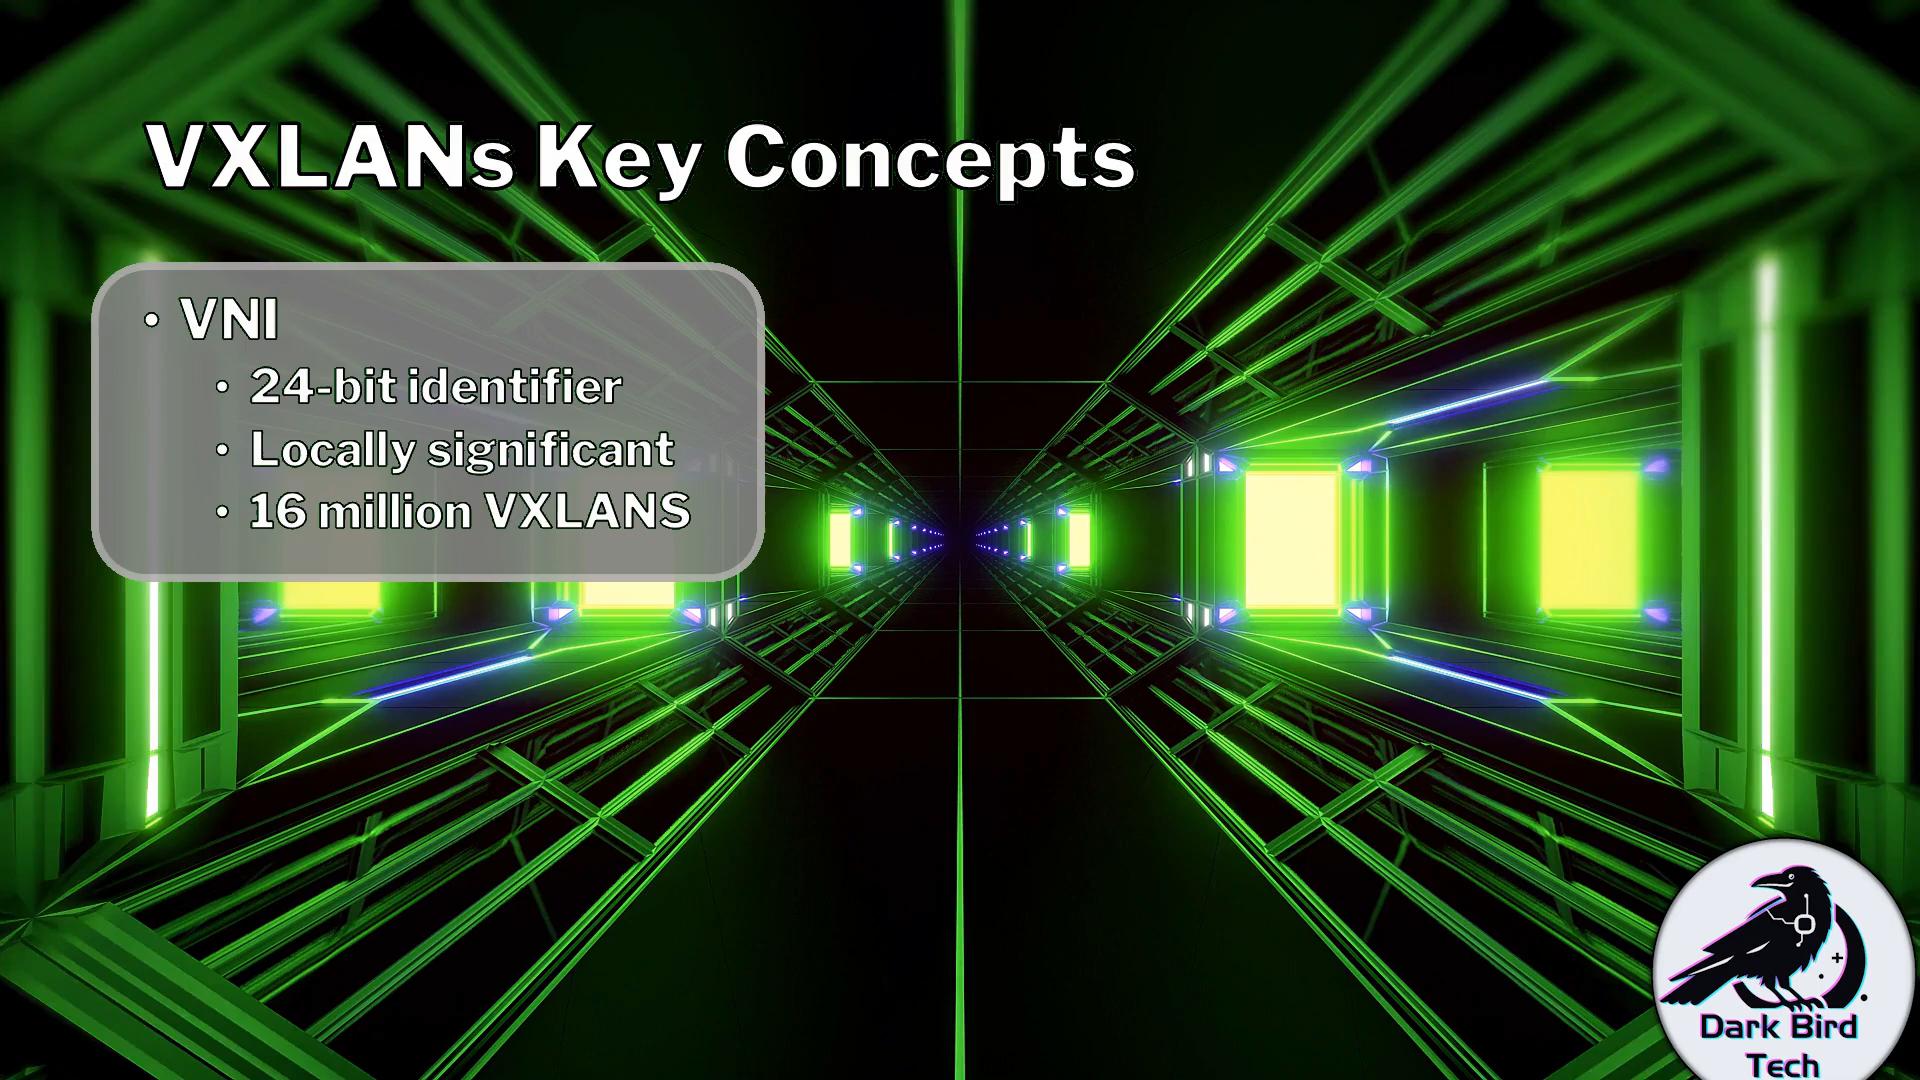 VXLANs Key Concepts
• VNI
• 24-bit identifier
• Locally significant
• 16 million VXLANS
Dark Bird
Tech